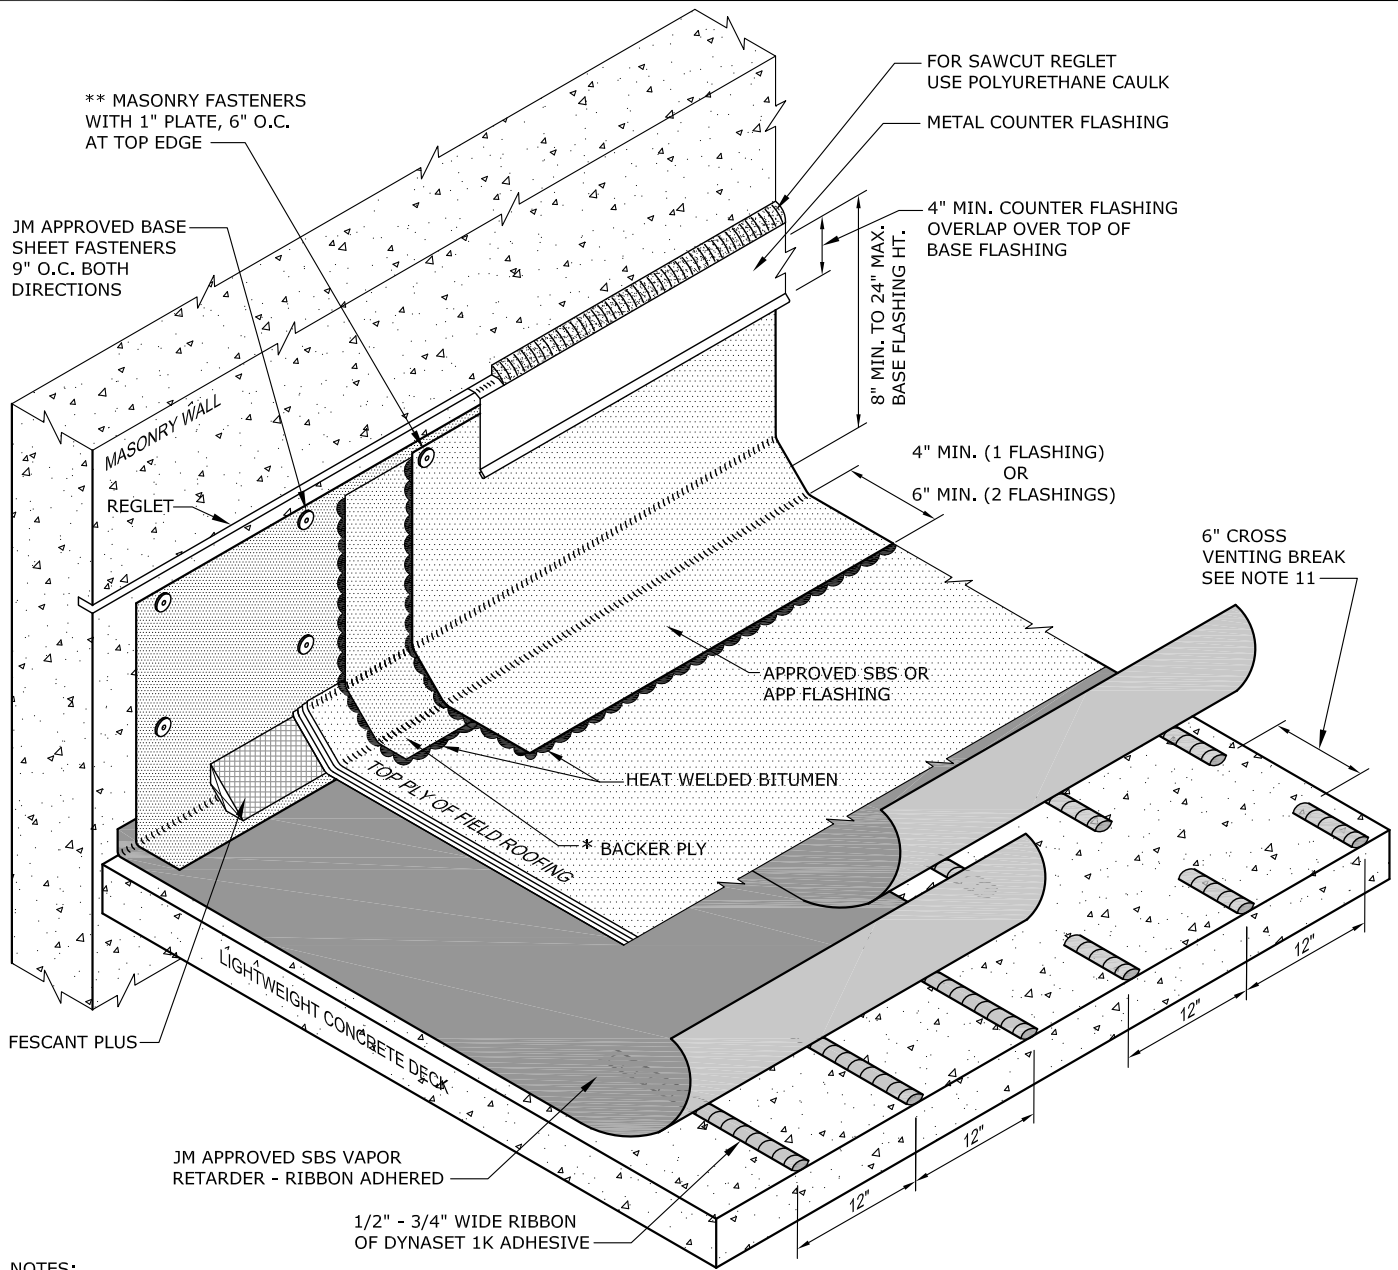 FOR SAWCUT REGLET
USE POLYURETHANE CAULK
** MASONRY FASTENERS
WITH 1" PLATE, 6" O.C.
AT TOP EDGE
METAL COUNTER FLASHING
JM APPROVED BASE
SHEET FASTENERS
9" O.C. BOTH
DIRECTIONS
4" MIN. COUNTER FLASHING
OVERLAP OVER TOP OF
BASE FLASHING
8" MIN. TO 24" MAX.
BASE FLASHING HT.
MASONRY WALL
REGLET
4" MIN. (1 FLASHING)
OR
6" MIN. (2 FLASHINGS)
6" CROSS
VENTING BREAK
SEE NOTE 11
APPROVED SBS OR
APP FLASHING
HEAT WELDED BITUMEN
TOP PLY OF FIELD ROOFING
* BACKER PLY
LIGHTWEIGHT CONCRETE DECK
FESCANT PLUS
12"
12"
12"
12"
JM APPROVED SBS VAPOR
RETARDER - RIBBON ADHERED
1/2" - 3/4" WIDE RIBBON
OF DYNASET 1K ADHESIVE
NOTES: